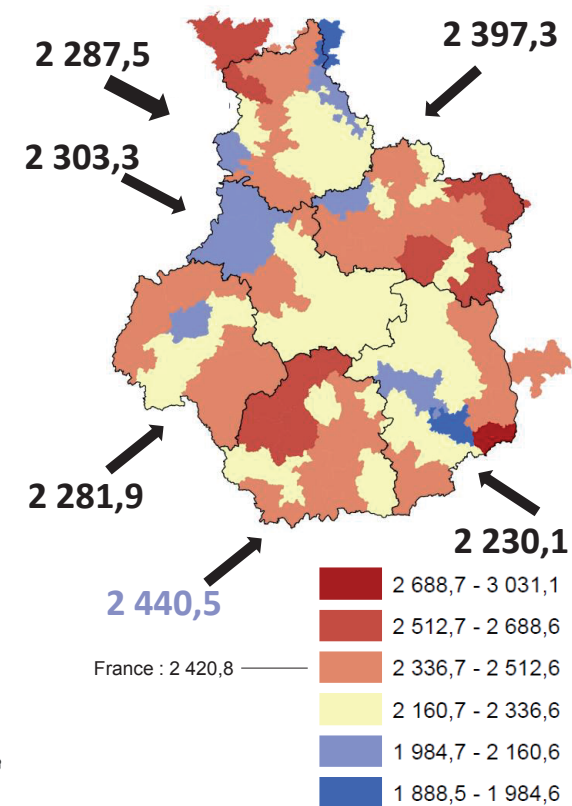 2 397,3
2 287,5
2 303,3
2 281,9
2 230,1
2 440,5
2 688,7 - 3 031,1
2 512,7 - 2 688,6
France : 2 420,8
2 336,7 - 2 512,6
2 160,7 - 2 336,6
1 984,7 - 2 160,6
1 888,5 - 1 984,6